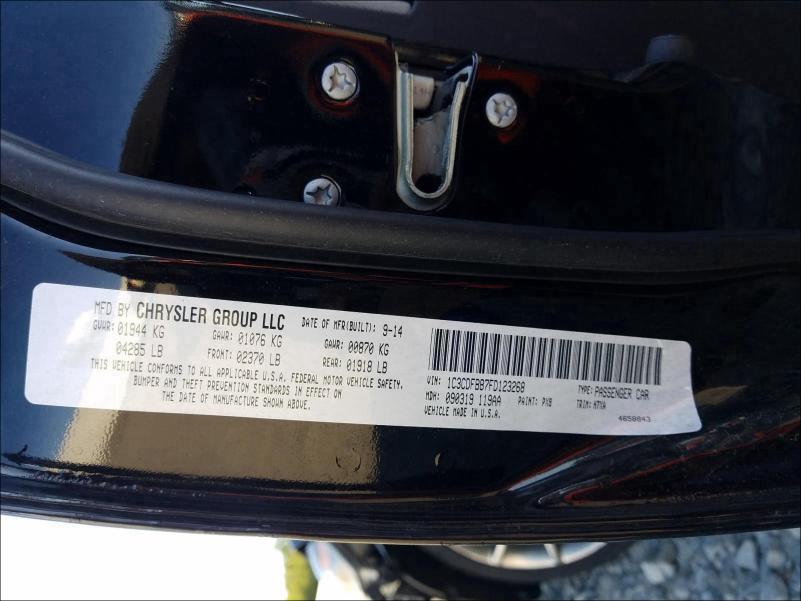 MFD BY CHRYSLER GROUP LLC DATE OF MFR(BUILT): 9-14
GVWR: 01944 KG GAWR: 01076 KG GAWR: 00870 KG
04285 LB FRONT: 02370 LB REAR: 01918 LB
THIS VEHICLE CONFORMS TO ALL APPLICABLE U.S.A. FEDERAL MOTOR VEHICLE SAFETY,
BUMPER AND THEFT PREVENTION STANDARDS IN EFFECT ON
THE DATE OF MANUFACTURE SHOWN ABOVE.
VIN: 1C3CDFBB7FD123268 TYPE: PASSENGER CAR
MDH: 090319 119AA PAINT: PX8 TRIM: M7XA
VEHICLE MADE IN U.S.A. 4658843